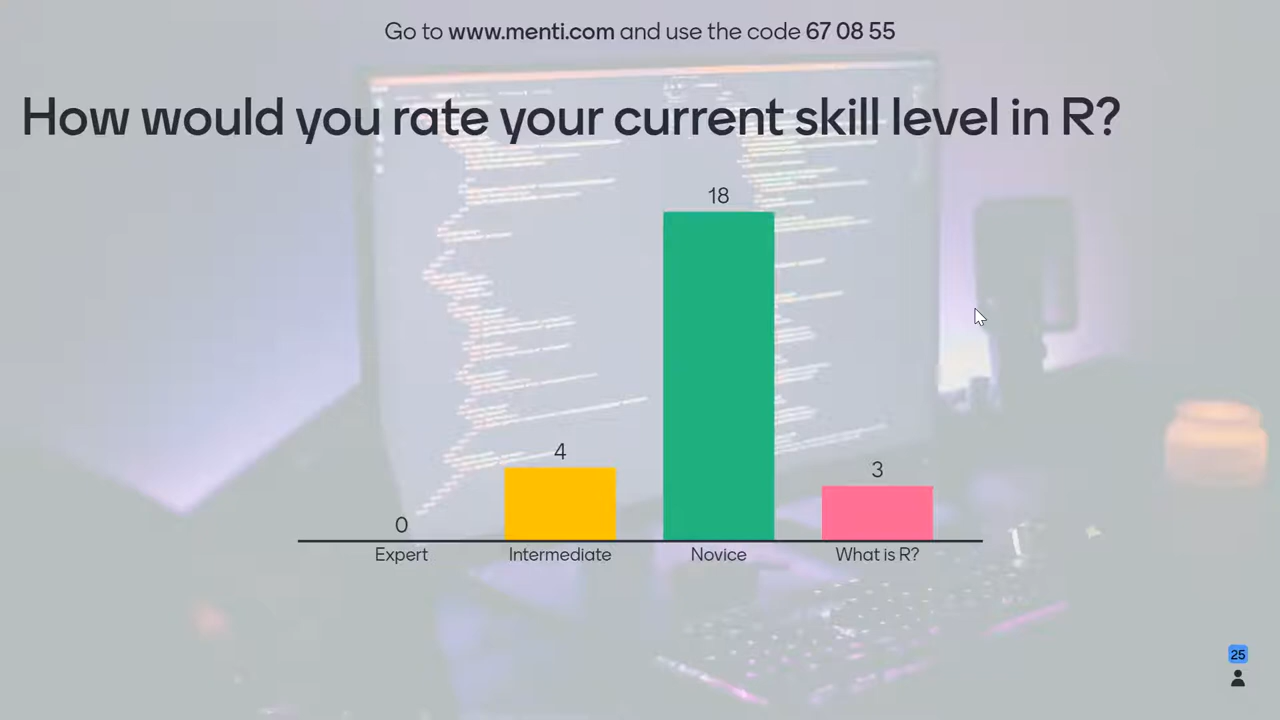 Go to www.menti.com and use the code 67 08 55
How would you rate your current skill level in R?
18
4
3
0
Expert Intermediate Novice What is R?
25